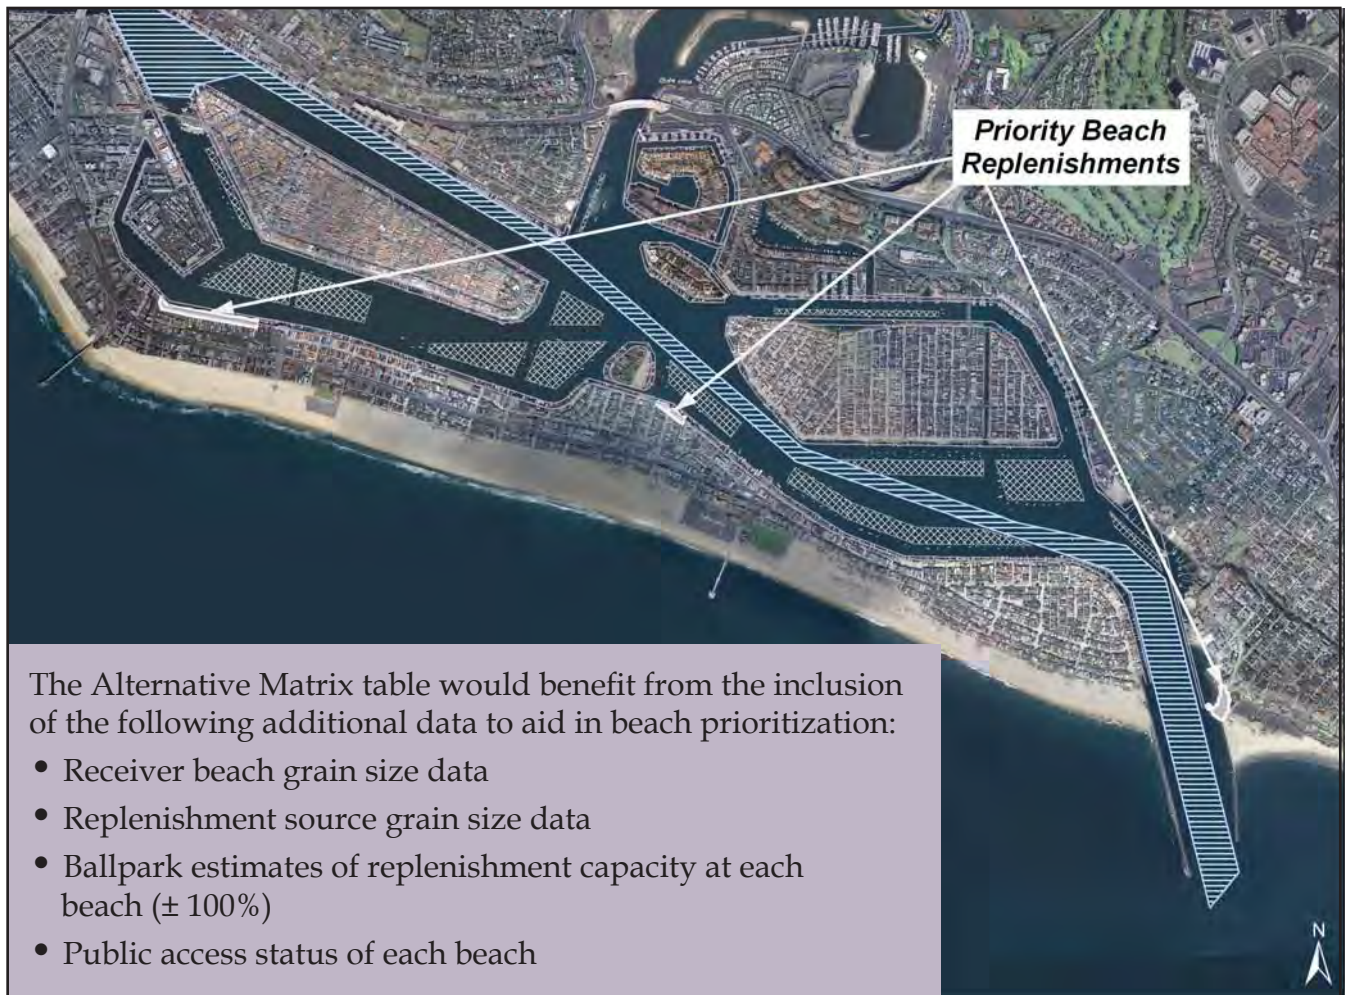 Priority Beach
Replenishments
The Alternative Matrix table would benefit from the inclusion
of the following additional data to aid in beach prioritization:
• Receiver beach grain size data
• Replenishment source grain size data
• Ballpark estimates of replenishment capacity at each
beach (± 100%)
• Public access status of each beach
N